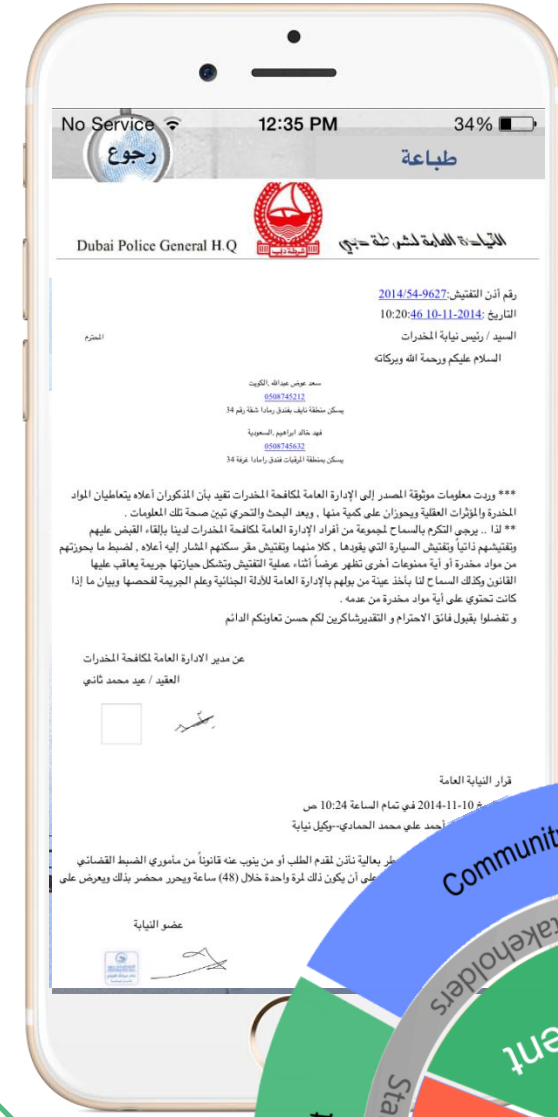 No Service 12:35 PM 34%
رجوع
طباعة
Dubai Police General H.Q
القيادة العامة لشرطة دبي
شرطة دبي
رقم أذن التفتيش:2014/54-9627
التاريخ :2014-11-10 10:20:46
السيد / رئيس نيابة المخدرات
المحترم
السلام عليكم ورحمة الله وبركاته
سعد عوض عبدالله ,الكويت
0508745212
يسكن منطقة نايف بفندق رمادا شقة رقم 34
فهد خالد ابراهيم ,السعودية
0508745632
يسكن بمنطقة الرقبات فندق رامادا غرفة 34
*** وردت معلومات موثوقة المصدر إلى الإدارة العامة لمكافحة المخدرات تفيد بأن المذكوران أعلاه يتعاطيان المواد
المخدرة والمؤثرات العقلية ويحوزان على كمية منها , وبعد البحث والتحري تبين صحة تلك المعلومات .
** لذا .. يرجي التكرم بالسماح لمجموعة من أفراد الإدارة العامة لمكافحة المخدرات لدينا بإلقاء القبض عليهم
وتفتيشهم ذاتياً وتفتيش السيارة التي يقودها , كلا منهما وتفتيش مقر سكنهم المشار إليه أعلاه , لضبط ما بحوزتهم
من مواد مخدرة أو أية ممنوعات أخرى تظهر عرضاً أثناء عملية التفتيش وتشكل حيازتها جريمة يعاقب عليها
القانون وكذلك السماح لنا بأخذ عينة من بولهم بالإدارة العامة للأدلة الجنائية وعلم الجريمة لفحصها وبيان ما إذا
كانت تحتوي على أية مواد مخدرة من عدمه .
و تفضلوا بقبول فائق الاحترام و التقديرشاكرين لكم حسن تعاونكم الدائم
عن مدير الادارة العامة لمكافحة المخدرات
العقيد / عيد محمد ثاني
قرار النيابة العامة
10-11-2014 في تمام الساعة 10:24 ص
أحمد علي محمد الحمادي--وكيل نيابة
بعالية نأذن لمقدم الطلب أو من ينوب عنه قانوناً من مأموري الضبط القضائي
على أن يكون ذلك لمرة واحدة خلال (48) ساعة ويحرر محضر بذلك ويعرض على
عضو النيابة
Community